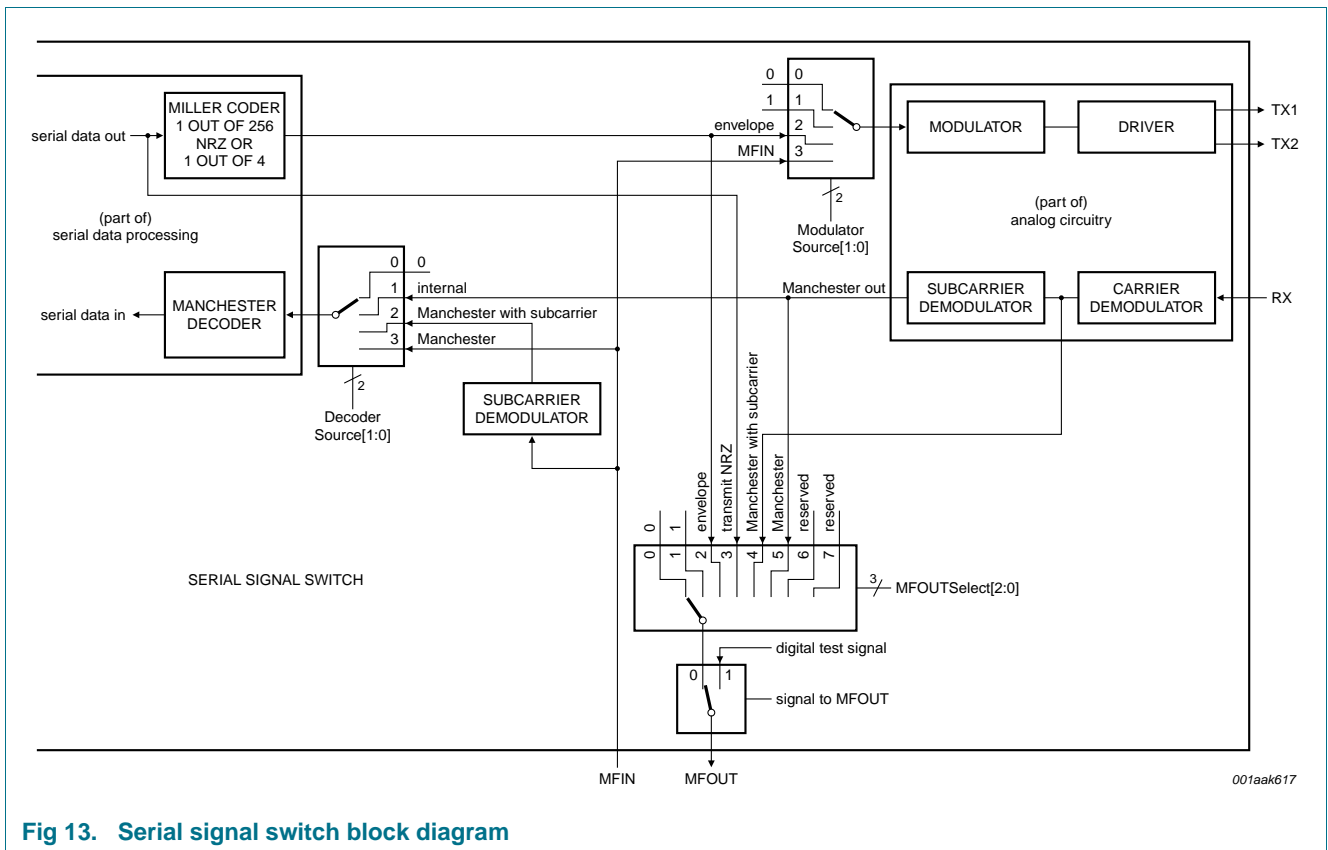 serial data out
MILLER CODER
1 OUT OF 256
NRZ OR
1 OUT OF 4
(part of)
serial data processing
serial data in
MANCHESTER
DECODER
0 0
1 internal
2 Manchester with subcarrier
3 Manchester
2
Decoder
Source[1:0]
SUBCARRIER
DEMODULATOR
0 0
1 1
envelope 2
MFIN 3
2
Modulator
Source[1:0]
MODULATOR
DRIVER
TX1
TX2
(part of)
analog circuitry
Manchester out
SUBCARRIER
DEMODULATOR
CARRIER
DEMODULATOR
RX
0
1
envelope
transmit NRZ
Manchester with subcarrier
Manchester
reserved
reserved
0 1 2 3 4 5 6 7
3
MFOUTSelect[2:0]
SERIAL SIGNAL SWITCH
digital test signal
0 1
signal to MFOUT
MFIN
MFOUT
001aak617
Fig 13. Serial signal switch block diagram